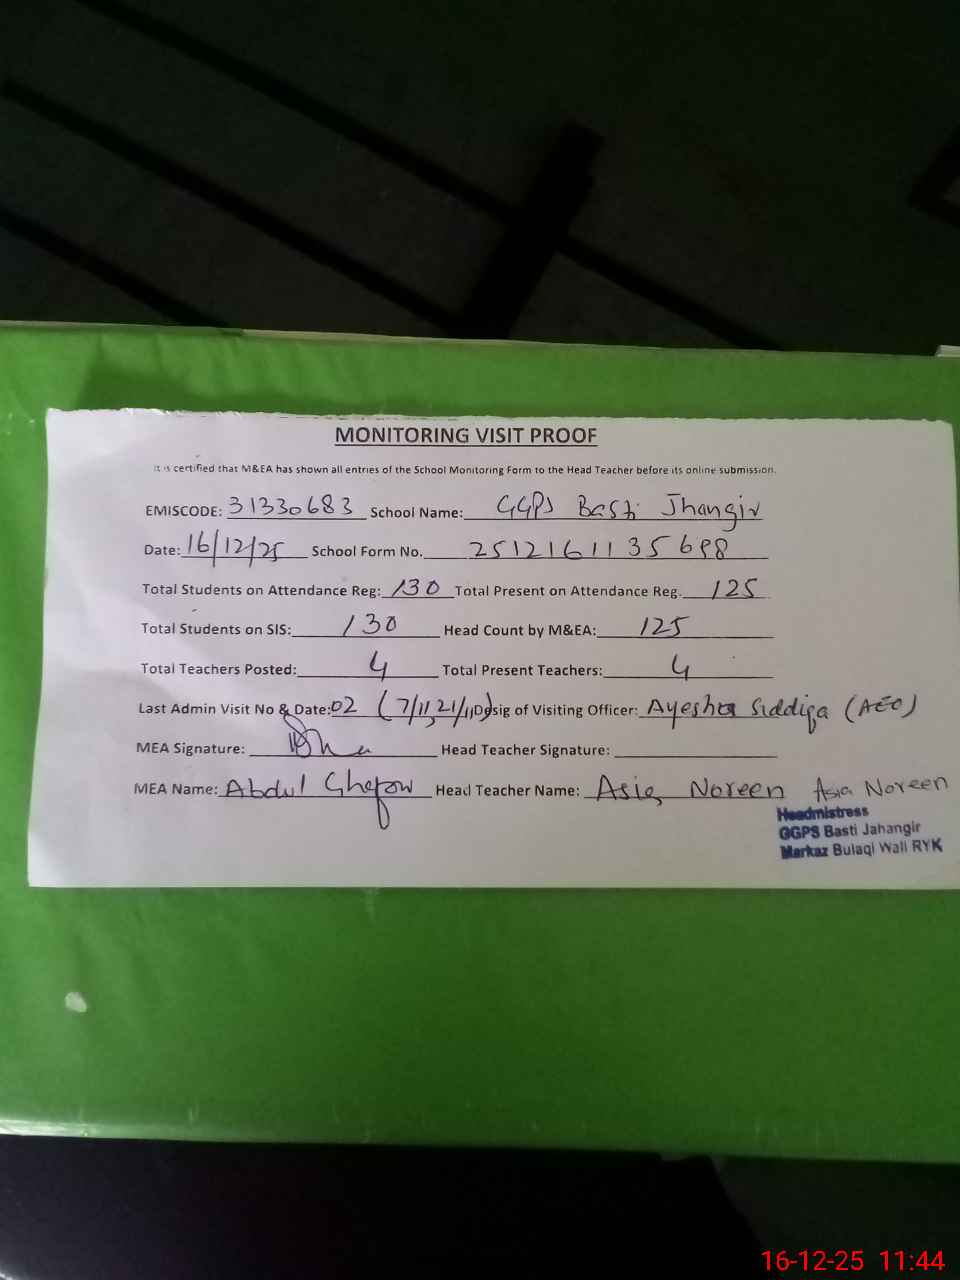 MONITORING VISIT PROOF
It is certified that M&EA has shown all entries of the School Monitoring Form to the Head Teacher before its online submission.
EMISCODE: 31330683 School Name: GGPS Basti Jhangir
Date: 16/12/25 School Form No. 2512161135698
Total Students on Attendance Reg: 130 Total Present on Attendance Reg. 125
Total Students on SIS: 130 Head Count by M&EA: 125
Total Teachers Posted: 4 Total Present Teachers: 4
Last Admin Visit No & Date: 02 (7/11, 21/11) Desig of Visiting Officer: Ayesha Siddiqa (AEO)
MEA Signature: Head Teacher Signature:
MEA Name: Abdul Ghafow Head Teacher Name: Asia Noreen Asia Noreen
Headmistress
GGPS Basti Jahangir
Markaz Bulaqi Wali RYK
16-12-25 11:44